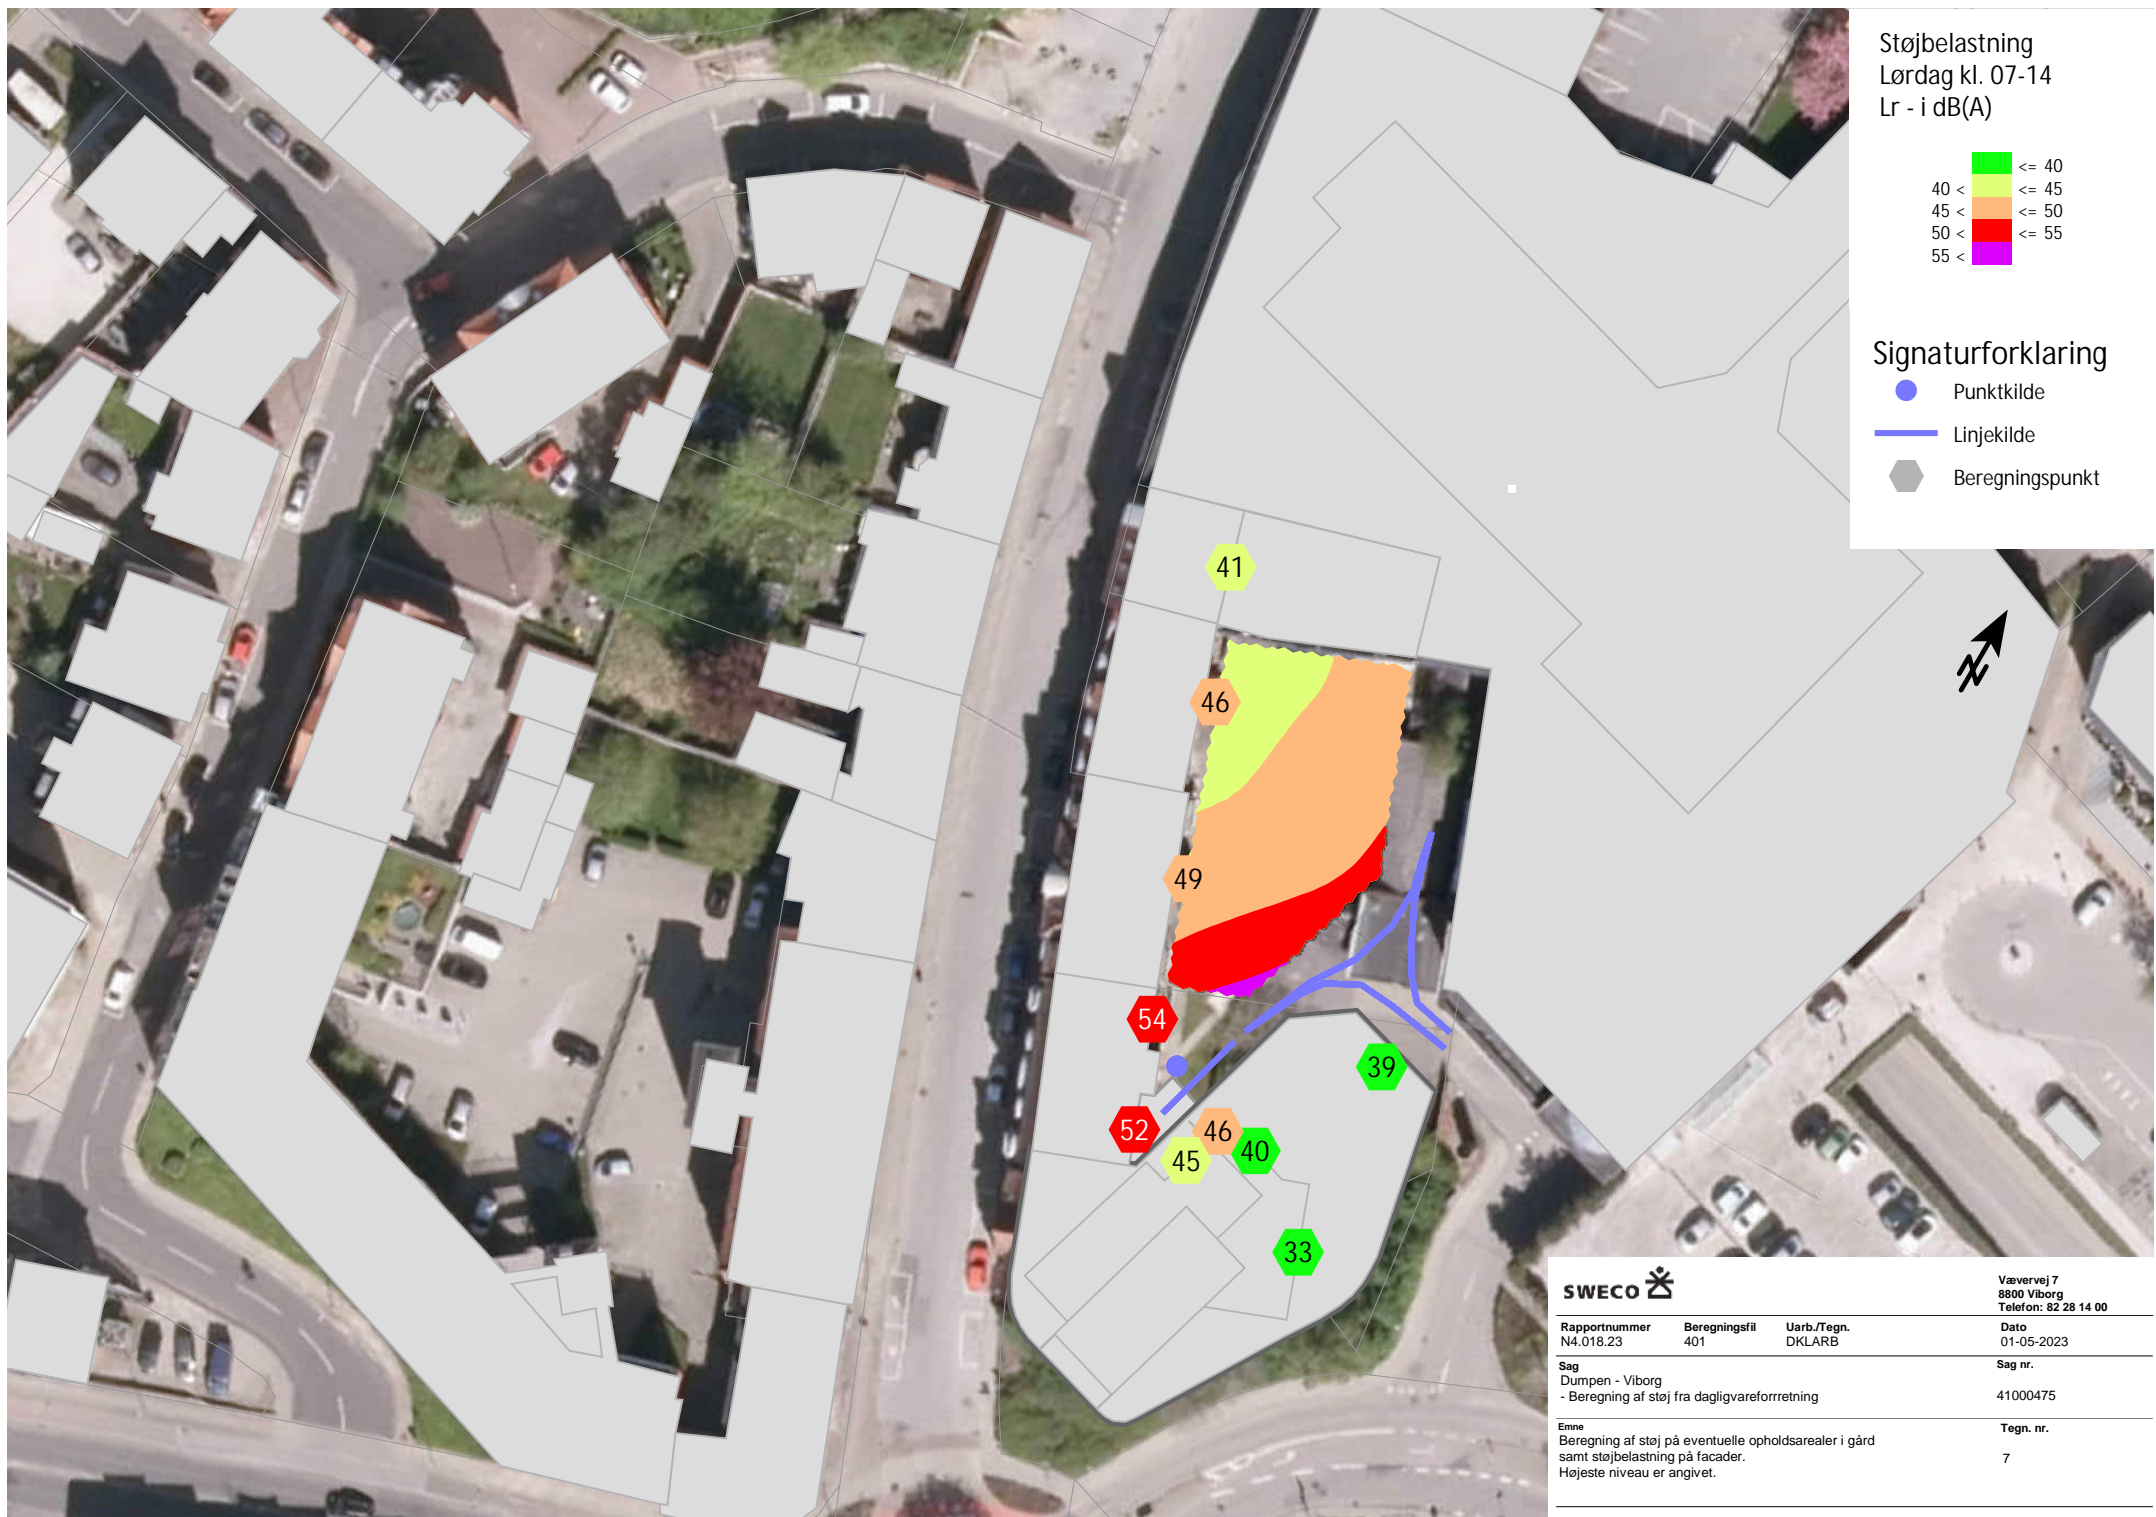 Støjbelastning
Lørdag kl. 07-14
Lr - i dB(A)
<= 40
40 < <= 45
45 < <= 50
50 < <= 55
55 <
Signaturforklaring
Punktkilde
Linjekilde
Beregningspunkt
41
46
49
54
39
52
46
40
45
33
N
SWECO
Vævervej 7
8800 Viborg
Telefon: 82 28 14 00
Rapportnummer Beregningsfil Uarb./Tegn. Dato
N4.018.23 401 DKLARB 01-05-2023
Sag Sag nr.
Dumpen - Viborg
- Beregning af støj fra dagligvareforrretning 41000475
Emne Tegn. nr.
Beregning af støj på eventuelle opholdsarealer i gård
samt støjbelastning på facader. 7
Højeste niveau er angivet.